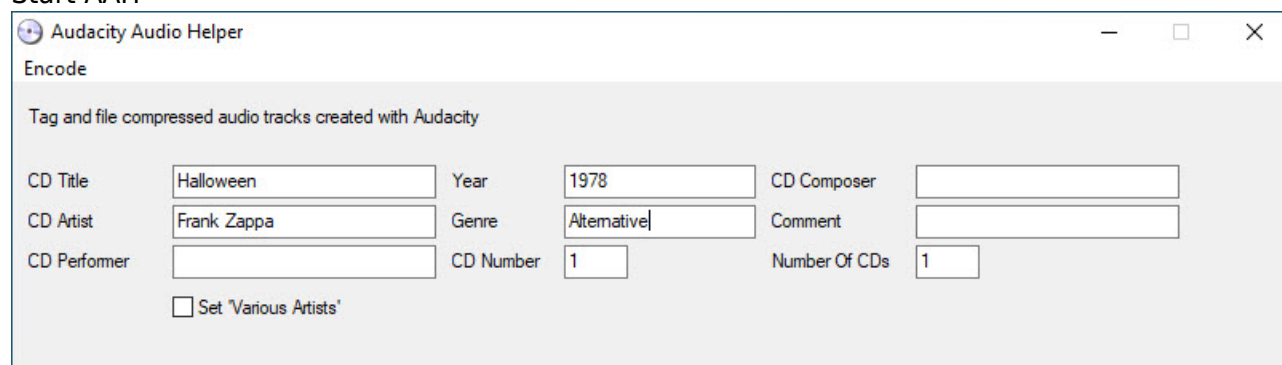 Start AAH
Audacity Audio Helper
Encode
Tag and file compressed audio tracks created with Audacity
CD Title Halloween Year 1978 CD Composer
CD Artist Frank Zappa Genre Alternative Comment
CD Performer CD Number 1 Number Of CDs 1
Set 'Various Artists'